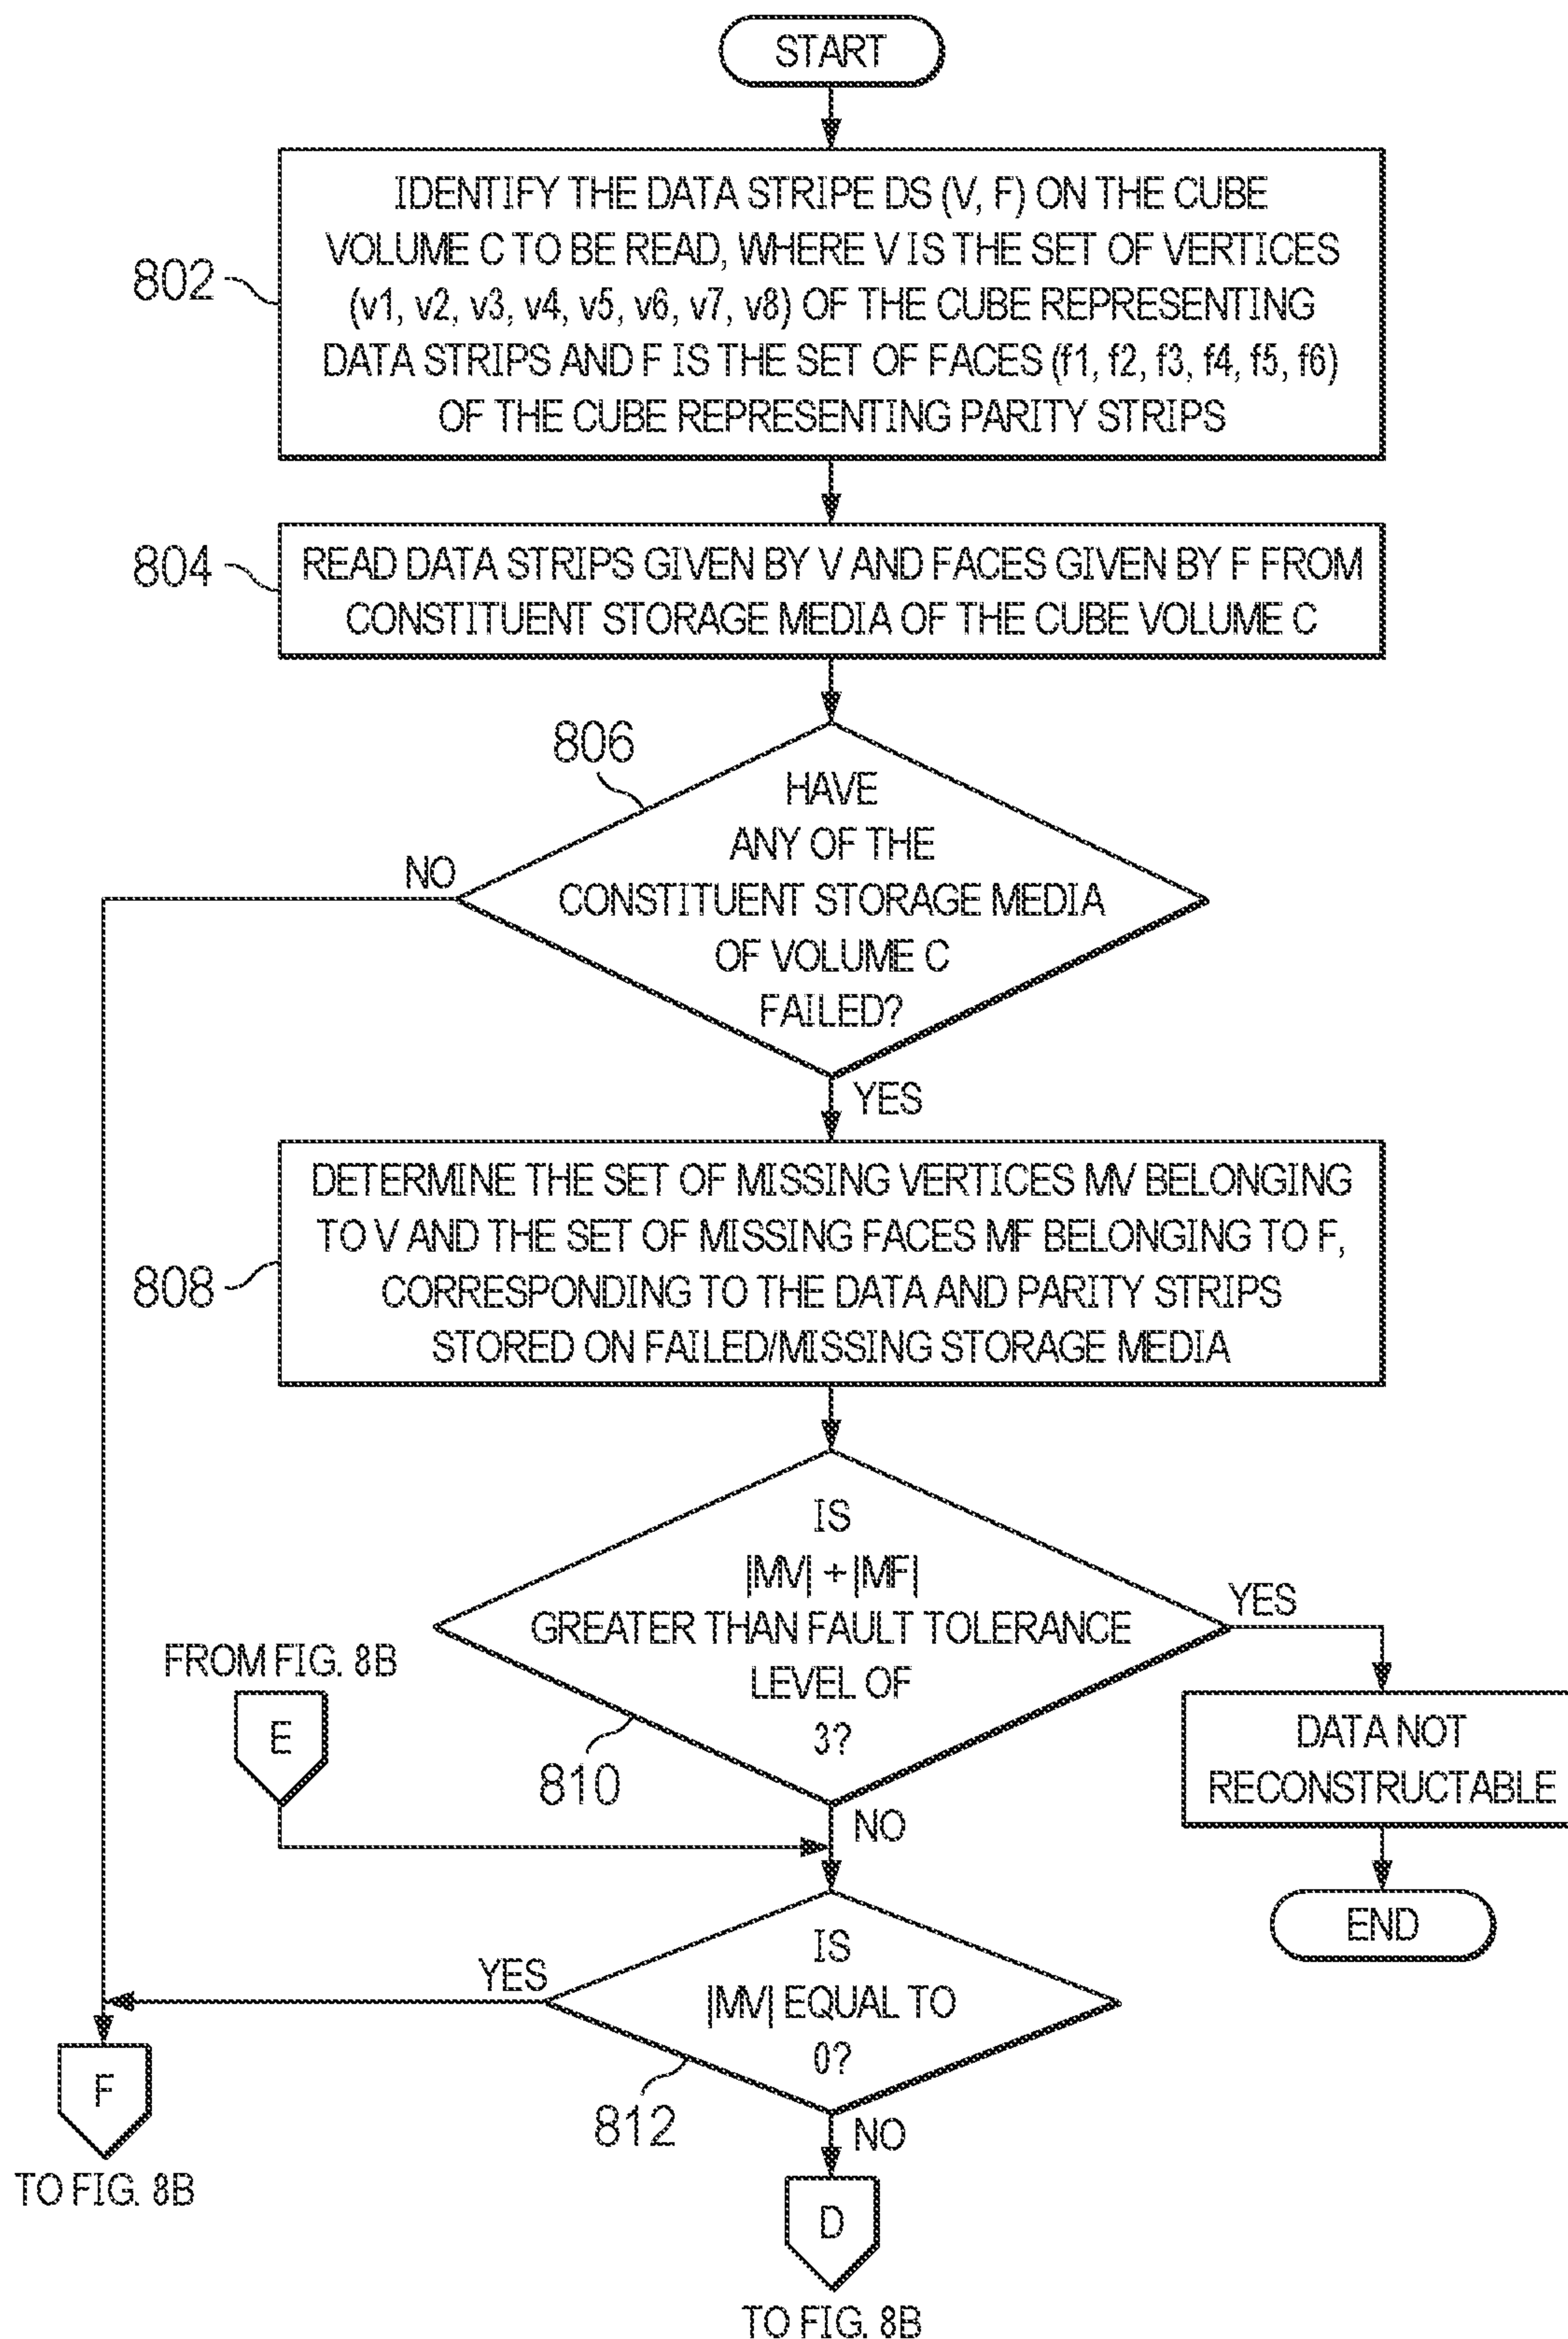 START
IDENTIFY THE DATA STRIPE DS (V, F) ON THE CUBE
VOLUME C TO BE READ, WHERE V IS THE SET OF VERTICES
(v1, v2, v3, v4, v5, v6, v7, v8) OF THE CUBE REPRESENTING
DATA STRIPS AND F IS THE SET OF FACES (f1, f2, f3, f4, f5, f6)
OF THE CUBE REPRESENTING PARITY STRIPS
802
READ DATA STRIPS GIVEN BY V AND FACES GIVEN BY F FROM
CONSTITUENT STORAGE MEDIA OF THE CUBE VOLUME C
804
806
HAVE
ANY OF THE
CONSTITUENT STORAGE MEDIA
OF VOLUME C
FAILED?
NO
YES
DETERMINE THE SET OF MISSING VERTICES MV BELONGING
TO V AND THE SET OF MISSING FACES MF BELONGING TO F,
CORRESPONDING TO THE DATA AND PARITY STRIPS
STORED ON FAILED/MISSING STORAGE MEDIA
808
IS
|MV| + |MF|
GREATER THAN FAULT TOLERANCE
LEVEL OF
3?
810
YES
NO
FROM FIG. 8B
E
DATA NOT
RECONSTRUCTABLE
END
IS
|MV| EQUAL TO
0?
812
YES
NO
F
TO FIG. 8B
D
TO FIG. 8B